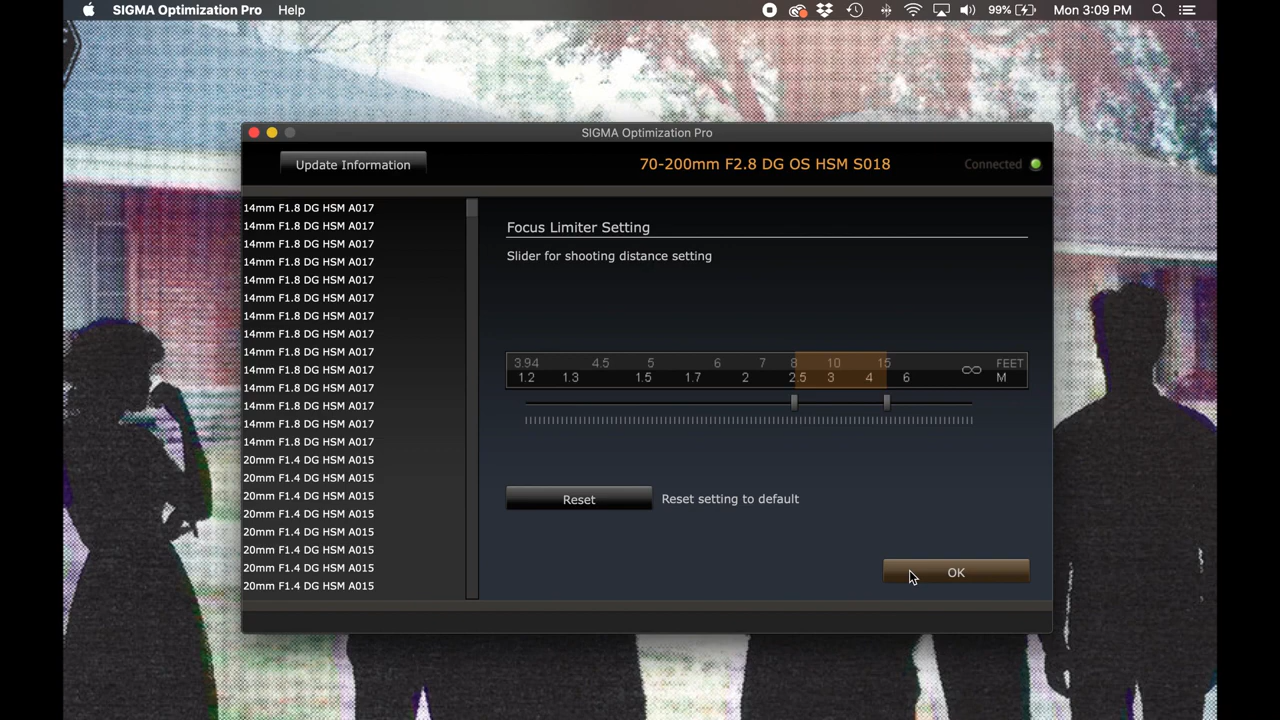 SIGMA Optimization Pro Help 99% Mon 3:09 PM
SIGMA Optimization Pro
Update Information 70-200mm F2.8 DG OS HSM S018 Connected
14mm F1.8 DG HSM A017
14mm F1.8 DG HSM A017
14mm F1.8 DG HSM A017
14mm F1.8 DG HSM A017
14mm F1.8 DG HSM A017
14mm F1.8 DG HSM A017
14mm F1.8 DG HSM A017
14mm F1.8 DG HSM A017
14mm F1.8 DG HSM A017
14mm F1.8 DG HSM A017
14mm F1.8 DG HSM A017
14mm F1.8 DG HSM A017
14mm F1.8 DG HSM A017
14mm F1.8 DG HSM A017
20mm F1.4 DG HSM A015
20mm F1.4 DG HSM A015
20mm F1.4 DG HSM A015
20mm F1.4 DG HSM A015
20mm F1.4 DG HSM A015
20mm F1.4 DG HSM A015
20mm F1.4 DG HSM A015
20mm F1.4 DG HSM A015
Focus Limiter Setting
Slider for shooting distance setting
3.94 4.5 5 6 7 8 10 15 FEET
1.2 1.3 1.5 1.7 2 2.5 3 4 6 ∞ M
Reset Reset setting to default
OK